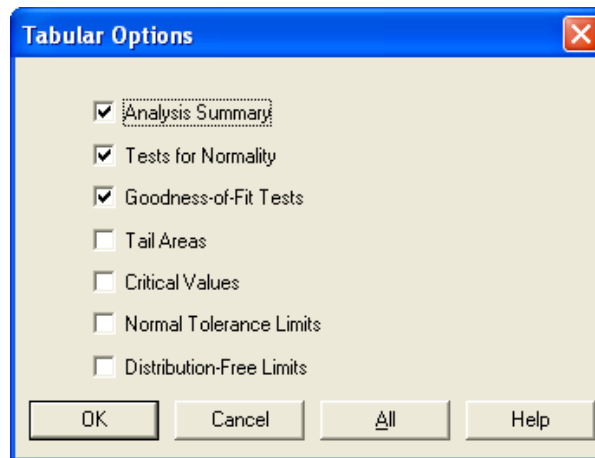 Tabular Options
Analysis Summary
Tests for Normality
Goodness-of-Fit Tests
Tail Areas
Critical Values
Normal Tolerance Limits
Distribution-Free Limits
OK Cancel All Help